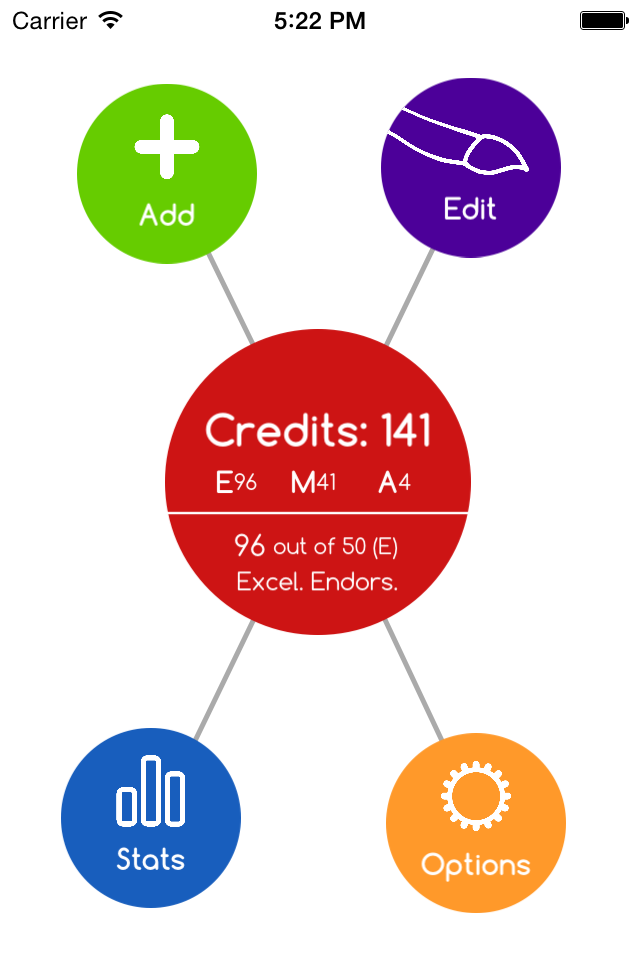 Carrier 5:22 PM
Add
Edit
Credits: 141
E96 M41 A4
96 out of 50 (E)
Excel. Endors.
Stats
Options